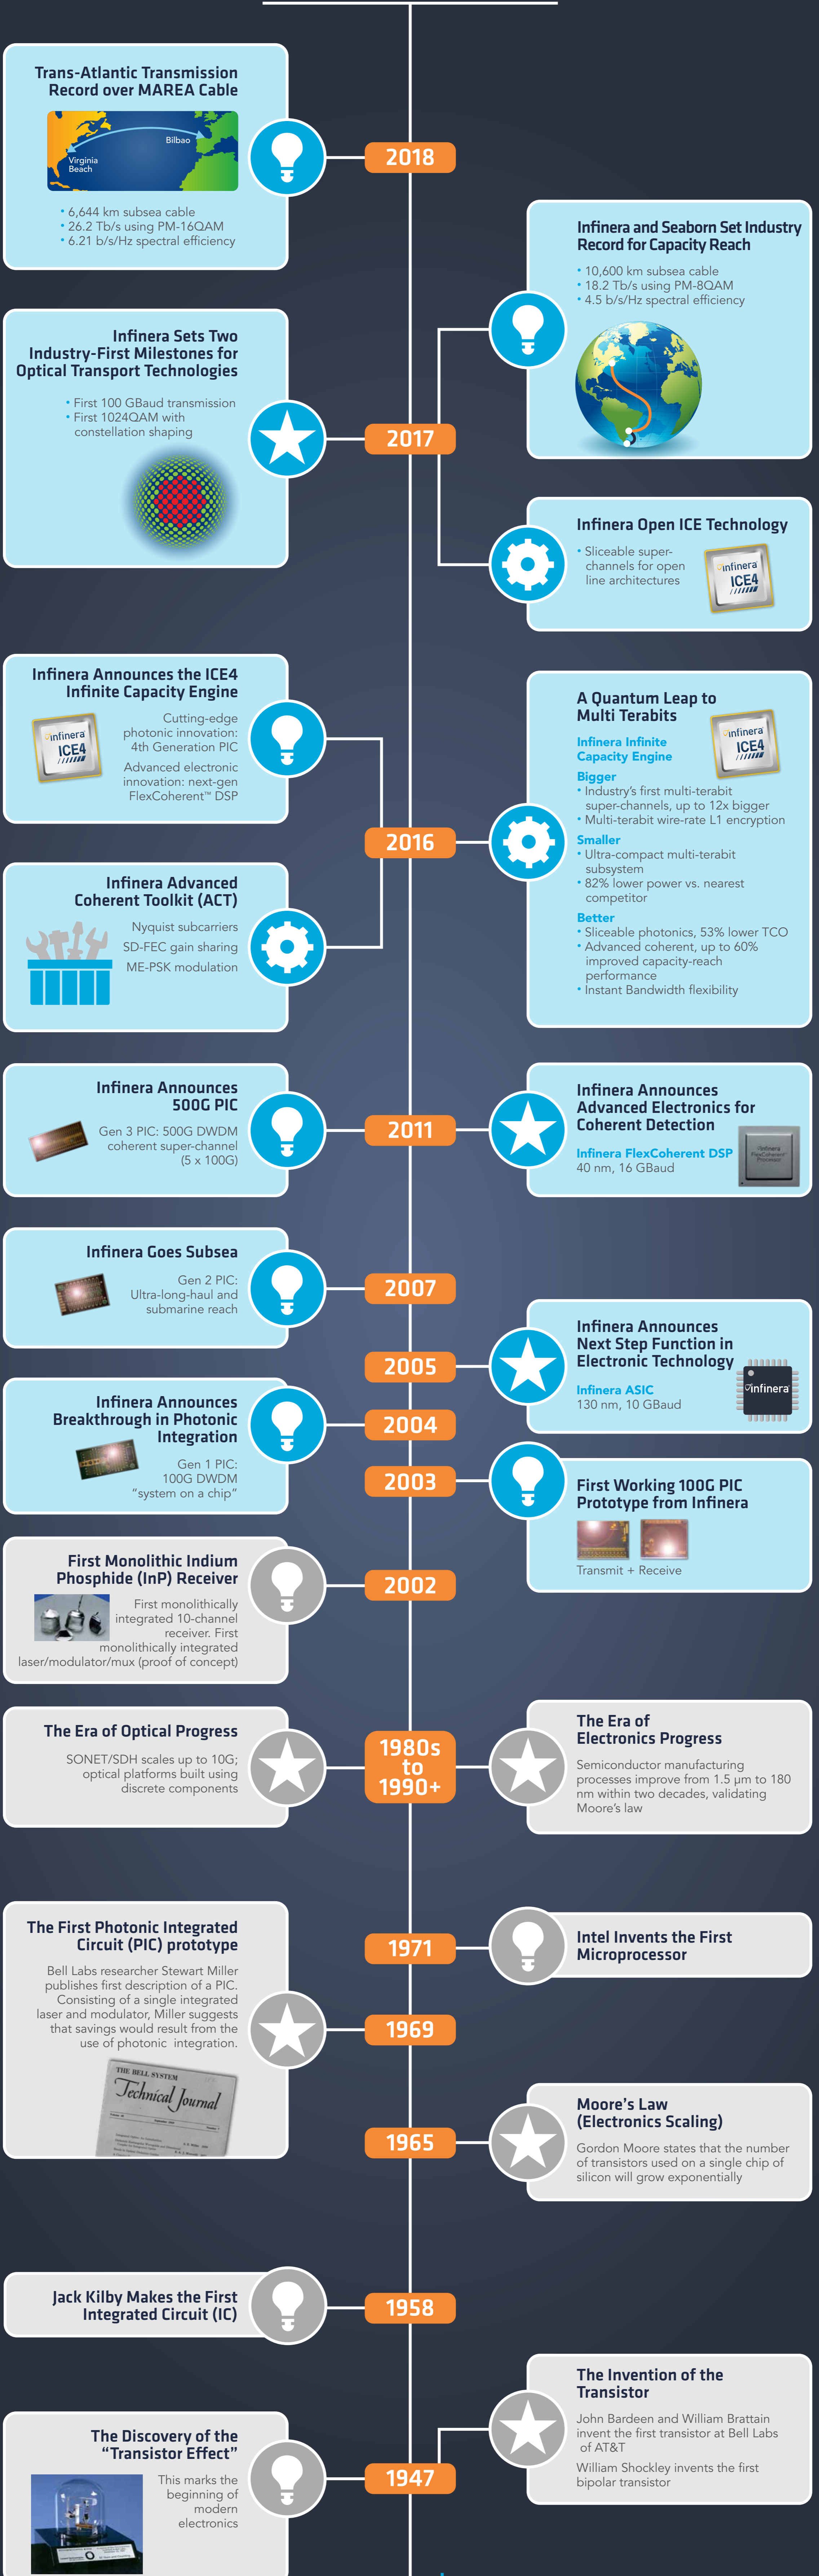 Trans-Atlantic Transmission
Record over MAREA Cable
Bilbao
Virginia
Beach
• 6,644 km subsea cable
• 26.2 Tb/s using PM-16QAM
• 6.21 b/s/Hz spectral efficiency
2018
Infinera and Seaborn Set Industry
Record for Capacity Reach
• 10,600 km subsea cable
• 18.2 Tb/s using PM-8QAM
• 4.5 b/s/Hz spectral efficiency
Infinera Sets Two
Industry-First Milestones for
Optical Transport Technologies
• First 100 GBaud transmission
• First 1024QAM with
constellation shaping
2017
Infinera Open ICE Technology
• Sliceable super-
channels for open
line architectures
infinera
ICE4
Infinera Announces the ICE4
Infinite Capacity Engine
infinera
ICE4
Cutting-edge
photonic innovation:
4th Generation PIC
Advanced electronic
innovation: next-gen
FlexCoherent™ DSP
A Quantum Leap to
Multi Terabits
Infinera Infinite
Capacity Engine
infinera
ICE4
Bigger
• Industry's first multi-terabit
super-channels, up to 12x bigger
• Multi-terabit wire-rate L1 encryption
Smaller
• Ultra-compact multi-terabit
subsystem
• 82% lower power vs. nearest
competitor
Better
• Sliceable photonics, 53% lower TCO
• Advanced coherent, up to 60%
improved capacity-reach
performance
• Instant Bandwidth flexibility
2016
Infinera Advanced
Coherent Toolkit (ACT)
Nyquist subcarriers
SD-FEC gain sharing
ME-PSK modulation
Infinera Announces
500G PIC
Gen 3 PIC: 500G DWDM
coherent super-channel
(5 x 100G)
2011
Infinera Announces
Advanced Electronics for
Coherent Detection
Infinera FlexCoherent DSP
40 nm, 16 GBaud
Infinera
FlexCoherent
Processor
Infinera Goes Subsea
Gen 2 PIC:
Ultra-long-haul and
submarine reach
2007
2005
Infinera Announces
Next Step Function in
Electronic Technology
Infinera ASIC
130 nm, 10 GBaud
infinera
Infinera Announces
Breakthrough in Photonic
Integration
Gen 1 PIC:
100G DWDM
"system on a chip"
2004
2003
First Working 100G PIC
Prototype from Infinera
Transmit + Receive
First Monolithic Indium
Phosphide (InP) Receiver
First monolithically
integrated 10-channel
receiver. First
monolithically integrated
laser/modulator/mux (proof of concept)
2002
The Era of Optical Progress
SONET/SDH scales up to 10G;
optical platforms built using
discrete components
1980s
to
1990+
The Era of
Electronics Progress
Semiconductor manufacturing
processes improve from 1.5 µm to 180
nm within two decades, validating
Moore's law
The First Photonic Integrated
Circuit (PIC) prototype
Bell Labs researcher Stewart Miller
publishes first description of a PIC.
Consisting of a single integrated
laser and modulator, Miller suggests
that savings would result from the
use of photonic integration.
THE BELL SYSTEM
Technical Journal
1971
Intel Invents the First
Microprocessor
1969
1965
Moore's Law
(Electronics Scaling)
Gordon Moore states that the number
of transistors used on a single chip of
silicon will grow exponentially
Jack Kilby Makes the First
Integrated Circuit (IC)
1958
The Invention of the
Transistor
John Bardeen and William Brattain
invent the first transistor at Bell Labs
of AT&T
William Shockley invents the first
bipolar transistor
The Discovery of the
"Transistor Effect"
This marks the
beginning of
modern
electronics
1947